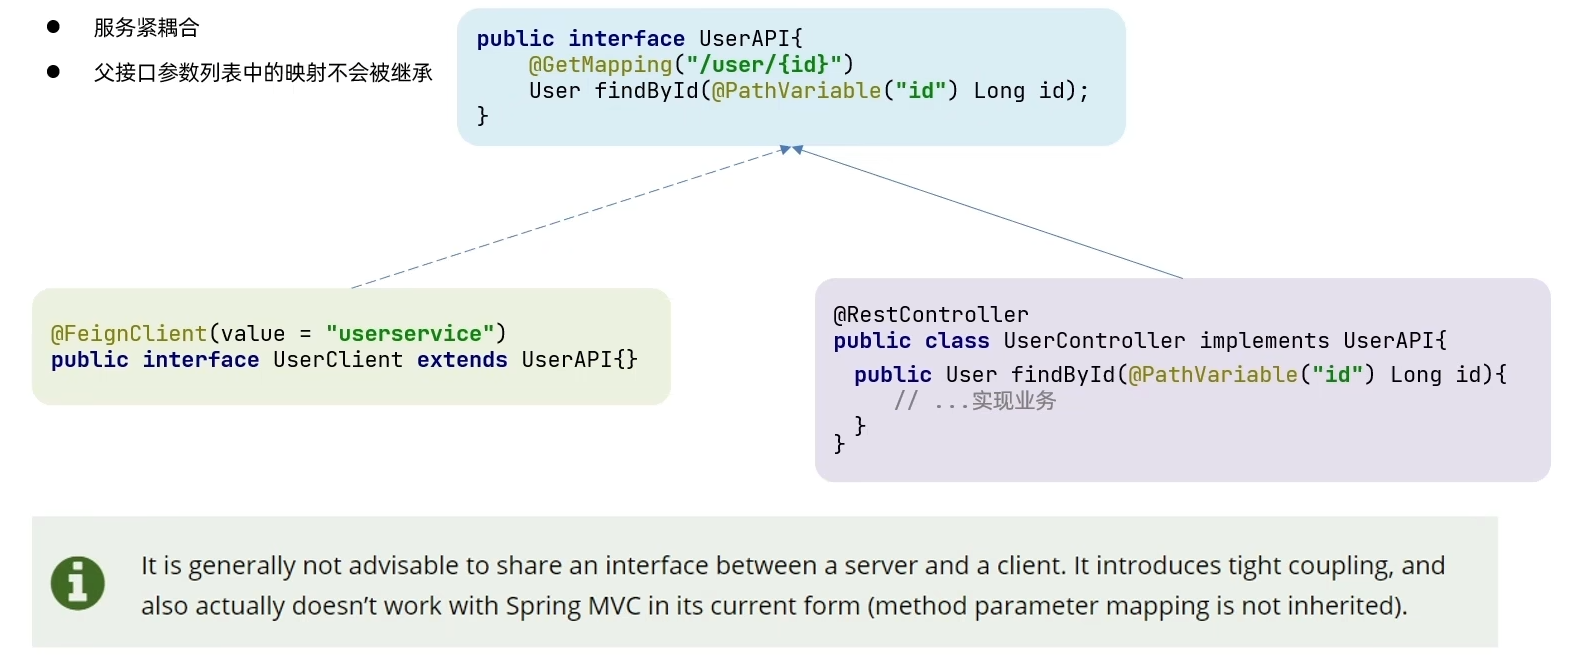 服务紧耦合
父接口参数列表中的映射不会被继承
public interface UserAPI{
@GetMapping("/user/{id}")
User findById(@PathVariable("id") Long id);
}
@FeignClient(value = "userservice")
public interface UserClient extends UserAPI{}
@RestController
public class UserController implements UserAPI{
public User findById(@PathVariable("id") Long id){
// ...实现业务
}
}
It is generally not advisable to share an interface between a server and a client. It introduces tight coupling, and
also actually doesn’t work with Spring MVC in its current form (method parameter mapping is not inherited).